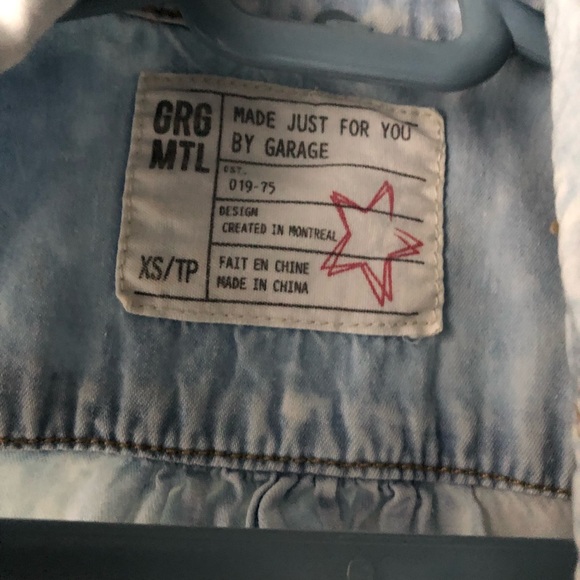 GRG
MTL
MADE JUST FOR YOU
BY GARAGE
EST.
019-75
DESIGN
CREATED IN MONTREAL
XS/TP
FAIT EN CHINE
MADE IN CHINA